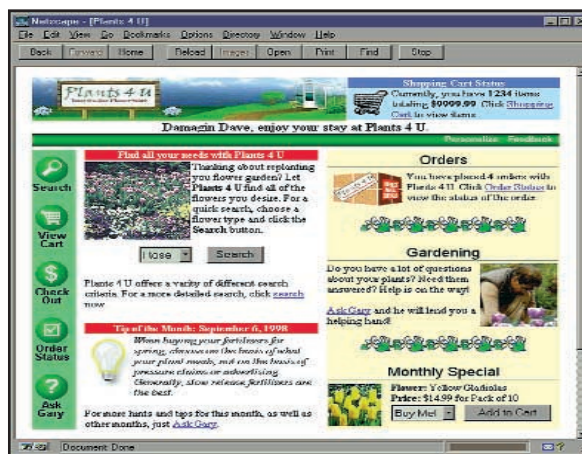 Netscape - [Plants 4 U]
File Edit View Go Bookmarks Options Directory Window Help
Back Forward Home Reload Images Open Print Find Stop
Plants 4 U
Shopping Cart Status
Currently, you have 1234 items
totaling $9999.99 Click Shopping
Cart to view items
Damagin Dave, enjoy your stay at Plants 4 U.
Personalize Feedback
Search
View
Cart
Check
Out
Order
Status
Ask
Gary
Find all your needs with Plants 4 U
Thinking about replanting
you flower garden? Let
Plants 4 U find all of the
flowers you desire. For a
quick search, choose a
flower type and click the
Search button.
Search
Plants 4 U offers a varity of different search
criteria. For a more detailed search, click search
now
Tip of the Month: September 6, 1998
When buying your fertilizers for
spring, choose on the basis of what
your plant needs, not on the basis of
pressure claims or advertising.
Generally, slow release fertilizers are
the best.
For more hints and tips for this month, as well as
other months, just Ask Gary.
Orders
You have placed 4 orders with
Plants 4 U. Click Order Status to
view the status of the order.
Gardening
Do you have a lot of questions
about your plants? Need them
answered? Help is on the way!
Ask Gary and he will lend you a
helping hand!
Monthly Special
Flower: Yellow Gladiolas
Price: $14.99 for Pack of 10
Buy Me! Add to Cart
Document: Done